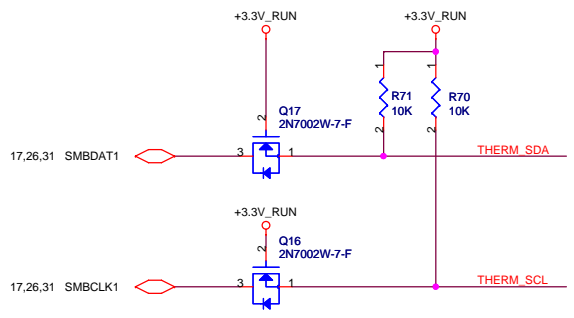 +3.3V_RUN +3.3V_RUN
1 1
R71 R70
10K 10K
2 2
Q17
2N7002W-7-F
2
17,26,31 SMBDAT1 3 1 THERM_SDA
+3.3V_RUN
Q16
2N7002W-7-F
2
17,26,31 SMBCLK1 3 1 THERM_SCL